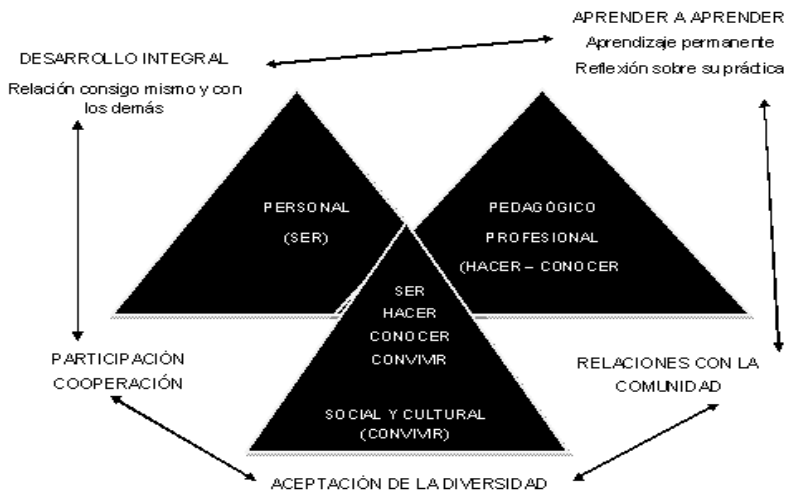 APRENDER A APRENDER
Aprendizaje permanente
Reflexión sobre su práctica
DESARROLLO INTEGRAL
Relación consigo mismo y con
los demás
PERSONAL
(SER)
PEDAGÓGICO
PROFESIONAL
(HACER – CONOCER
SER
HACER
CONOCER
CONVIVIR
SOCIAL Y CULTURAL
(CONVIVIR)
PARTICIPACIÓN
COOPERACIÓN
RELACIONES CON LA
COMUNIDAD
ACEPTACIÓN DE LA DIVERSIDAD